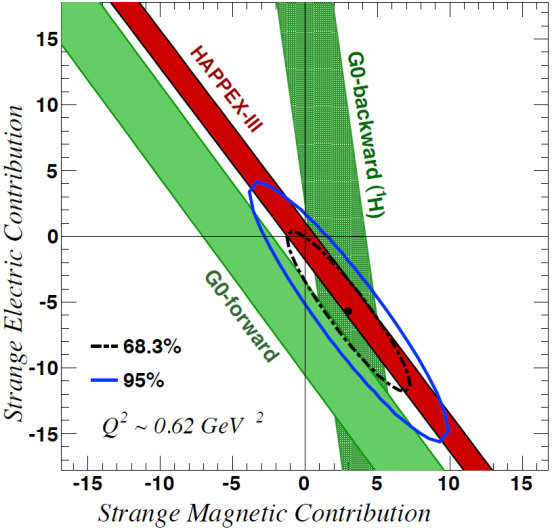 Strange Electric Contribution
15
10
5
0
-5
-10
-15
HAPPEX-III
G0-backward (¹H)
G0-forward
68.3%
95%
Q² ~ 0.62 GeV ²
-15 -10 -5 0 5 10 15
Strange Magnetic Contribution